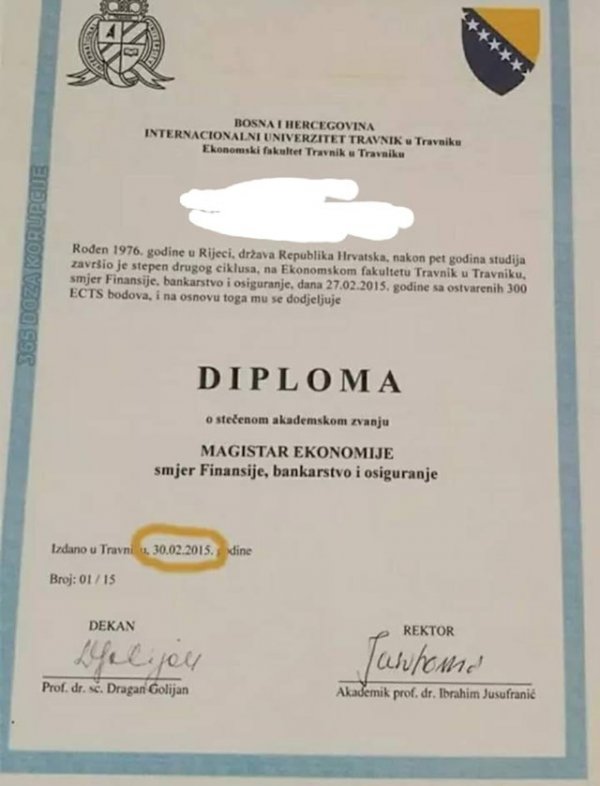 BOSNA I HERCEGOVINA
INTERNACIONALNI UNIVERZITET TRAVNIK u Travniku
Ekonomski fakultet Travnik u Travniku
Rođen 1976. godine u Rijeci, država Republika Hrvatska, nakon pet godina studija
završio je stepen drugog ciklusa, na Ekonomskom fakultetu Travnik u Travniku,
smjer Finansije, bankarstvo i osiguranje, dana 27.02.2015. godine sa ostvarenih 300
ECTS bodova, i na osnovu toga mu se dodjeljuje
365 DOZA KORUPCIJE
DIPLOMA
o stečenom akademskom zvanju
MAGISTAR EKONOMIJE
smjer Finansije, bankarstvo i osiguranje
Izdano u Travniku, 30.02.2015. godine
Broj: 01 / 15
DEKAN
Prof. dr. sc. Dragan Golijan
REKTOR
Akademik prof. dr. Ibrahim Jusufranić